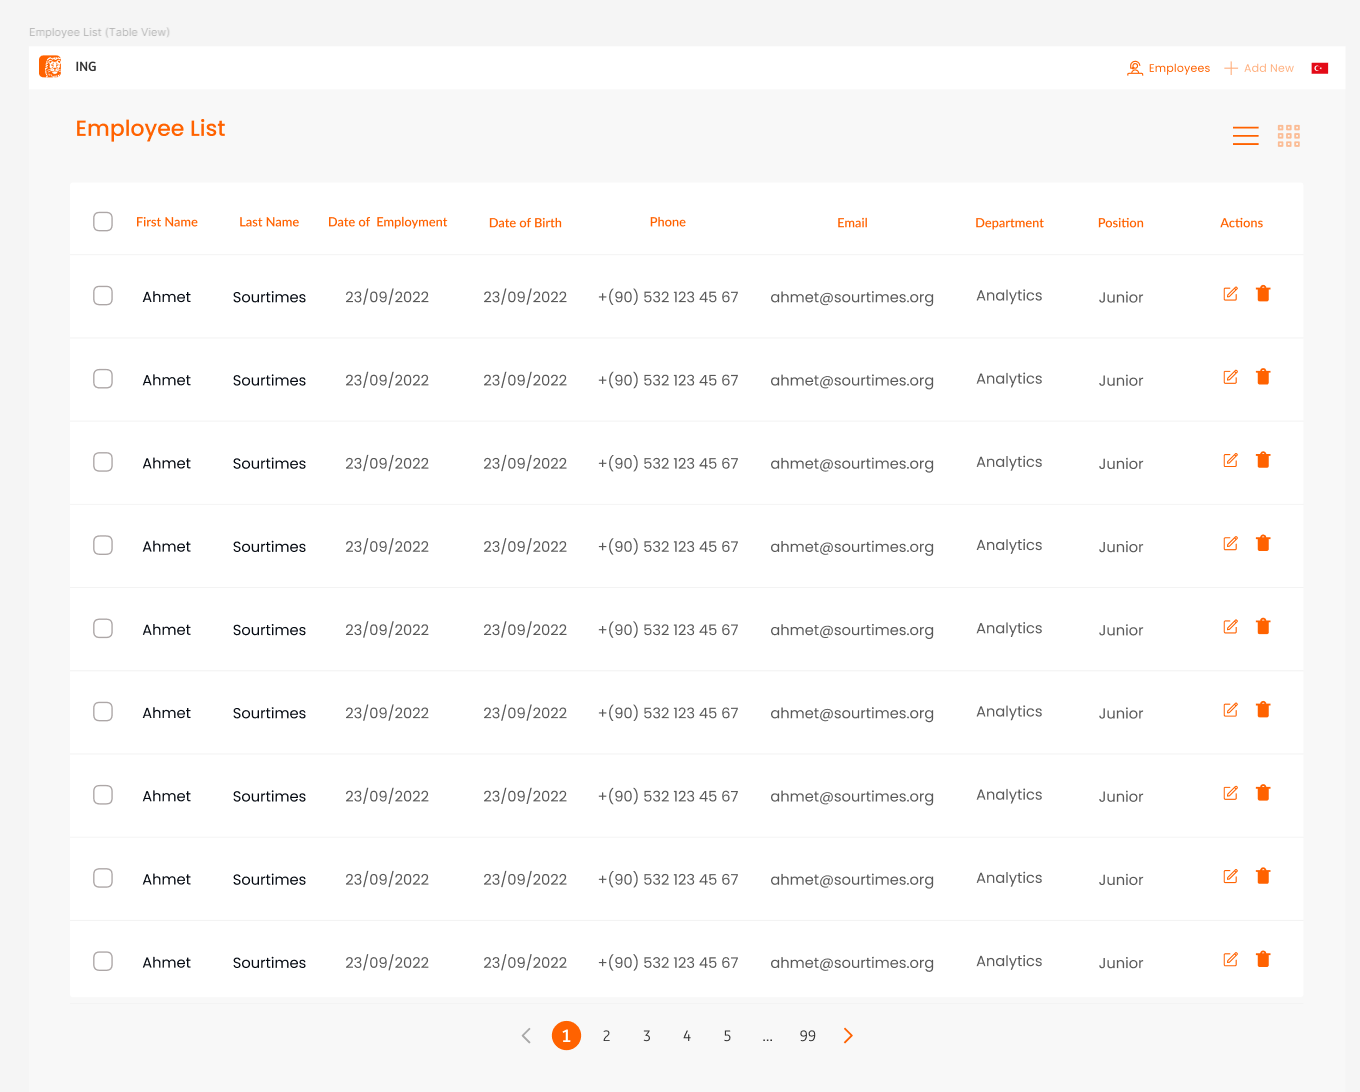 Employee List (Table View)
ING
Employees Add New
Employee List
First Name Last Name Date of Employment Date of Birth Phone Email Department Position Actions
Ahmet Sourtimes 23/09/2022 23/09/2022 +(90) 532 123 45 67 ahmet@sourtimes.org Analytics Junior
Ahmet Sourtimes 23/09/2022 23/09/2022 +(90) 532 123 45 67 ahmet@sourtimes.org Analytics Junior
Ahmet Sourtimes 23/09/2022 23/09/2022 +(90) 532 123 45 67 ahmet@sourtimes.org Analytics Junior
Ahmet Sourtimes 23/09/2022 23/09/2022 +(90) 532 123 45 67 ahmet@sourtimes.org Analytics Junior
Ahmet Sourtimes 23/09/2022 23/09/2022 +(90) 532 123 45 67 ahmet@sourtimes.org Analytics Junior
Ahmet Sourtimes 23/09/2022 23/09/2022 +(90) 532 123 45 67 ahmet@sourtimes.org Analytics Junior
Ahmet Sourtimes 23/09/2022 23/09/2022 +(90) 532 123 45 67 ahmet@sourtimes.org Analytics Junior
Ahmet Sourtimes 23/09/2022 23/09/2022 +(90) 532 123 45 67 ahmet@sourtimes.org Analytics Junior
Ahmet Sourtimes 23/09/2022 23/09/2022 +(90) 532 123 45 67 ahmet@sourtimes.org Analytics Junior
1 2 3 4 5 ... 99